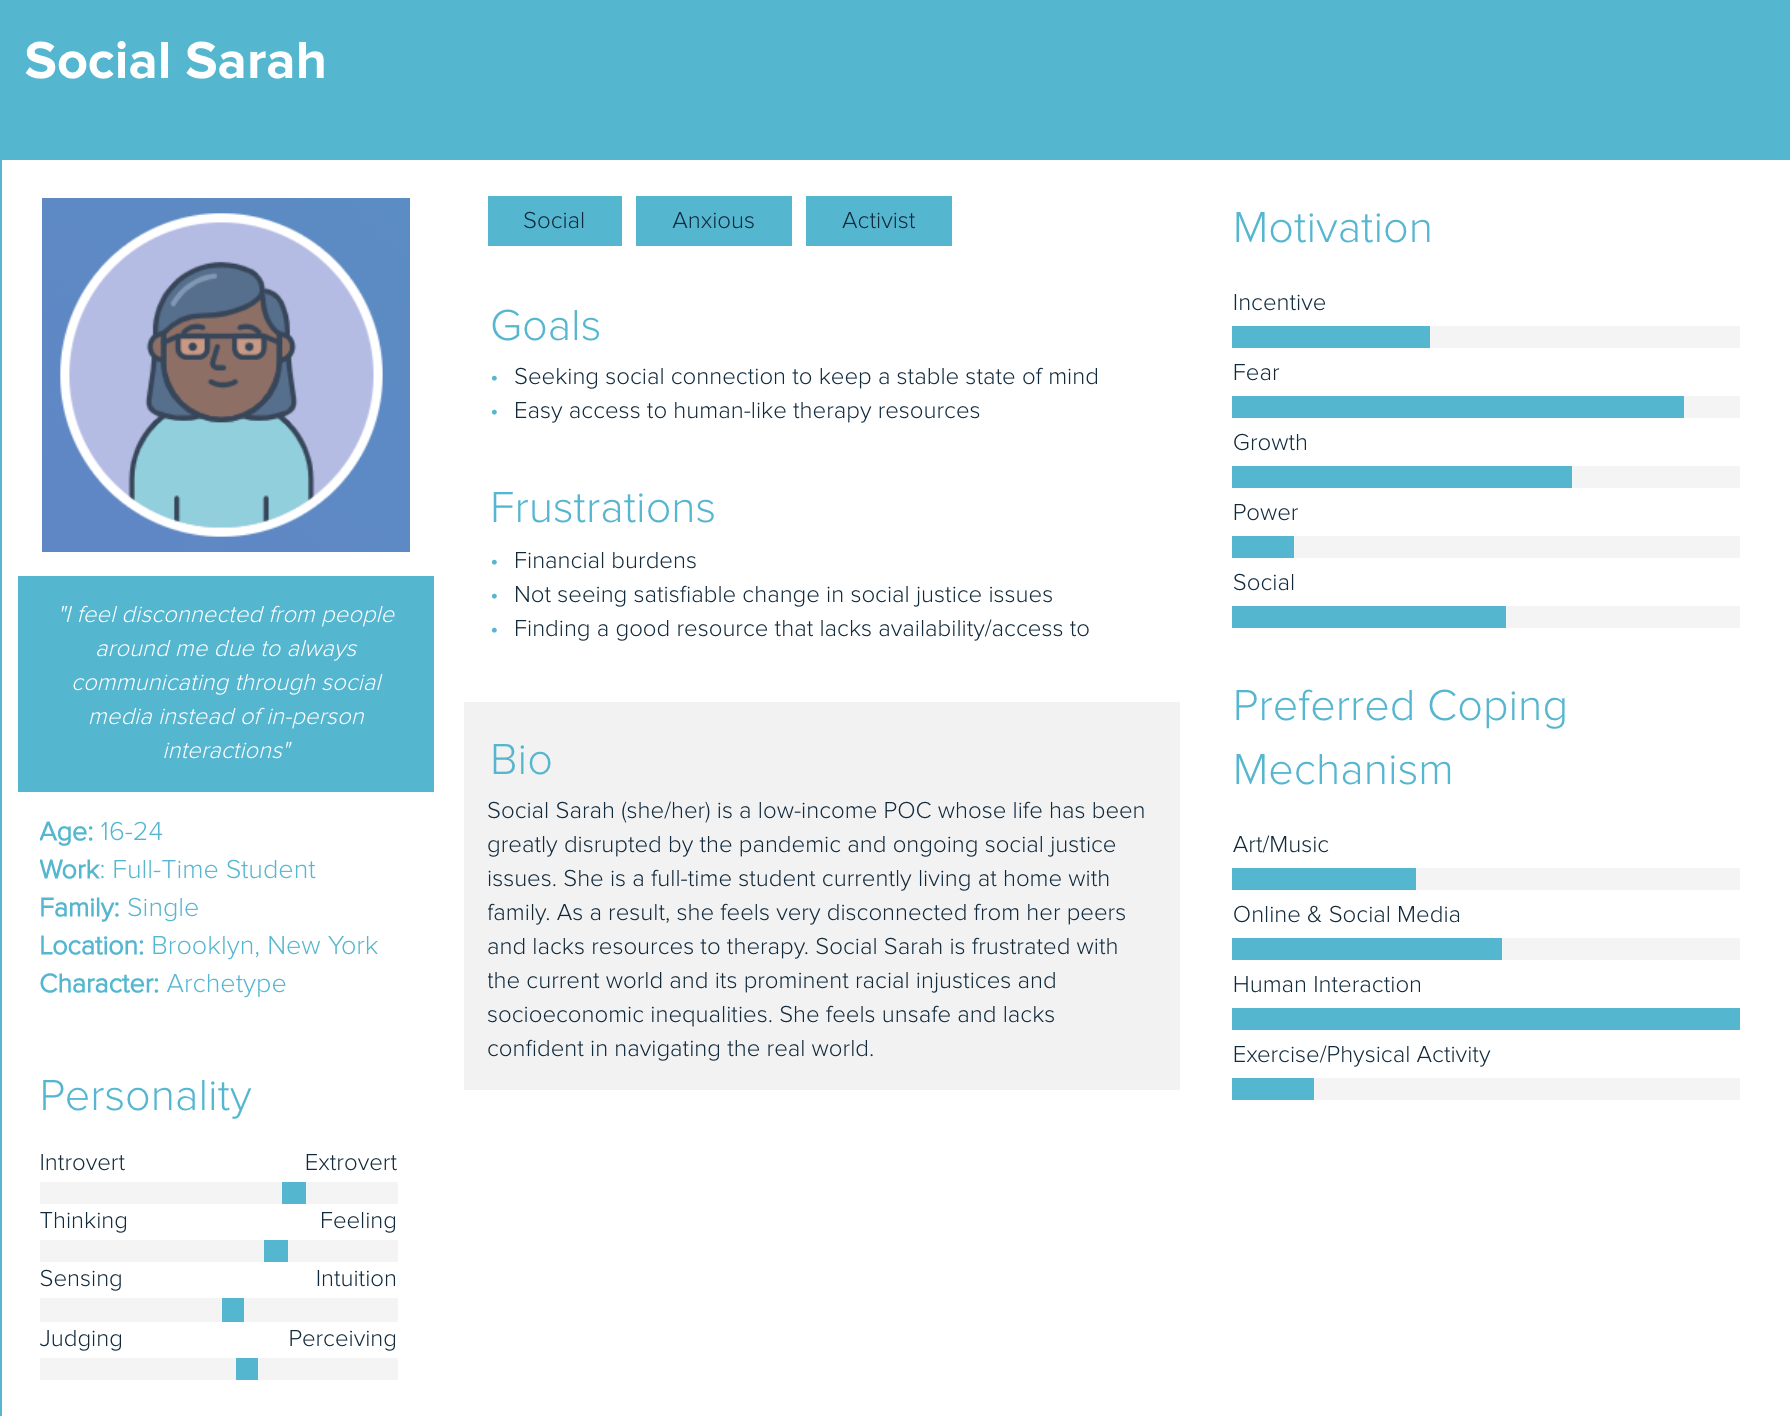 Social Sarah
"I feel disconnected from people
around me due to always
communicating through social
media instead of in-person
interactions"
Age: 16-24
Work: Full-Time Student
Family: Single
Location: Brooklyn, New York
Character: Archetype
Personality
Introvert Extrovert
Thinking Feeling
Sensing Intuition
Judging Perceiving
Social Anxious Activist
Goals
• Seeking social connection to keep a stable state of mind
• Easy access to human-like therapy resources
Frustrations
• Financial burdens
• Not seeing satisfiable change in social justice issues
• Finding a good resource that lacks availability/access to
Bio
Social Sarah (she/her) is a low-income POC whose life has been
greatly disrupted by the pandemic and ongoing social justice
issues. She is a full-time student currently living at home with
family. As a result, she feels very disconnected from her peers
and lacks resources to therapy. Social Sarah is frustrated with
the current world and its prominent racial injustices and
socioeconomic inequalities. She feels unsafe and lacks
confident in navigating the real world.
Motivation
Incentive
Fear
Growth
Power
Social
Preferred Coping
Mechanism
Art/Music
Online & Social Media
Human Interaction
Exercise/Physical Activity